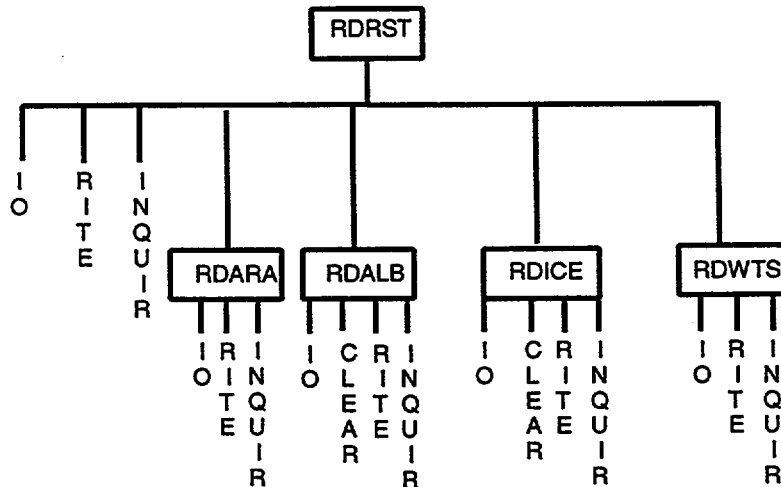 RDRST
IO
RITE
INQUIR
RDARA
RDALB
RDICE
RDWTS
IO
RITE
INQUIR
IO
CLEAR
RITE
INQUIR
IO
CLEAR
RITE
INQUIR
IO
RITE
INQUIR